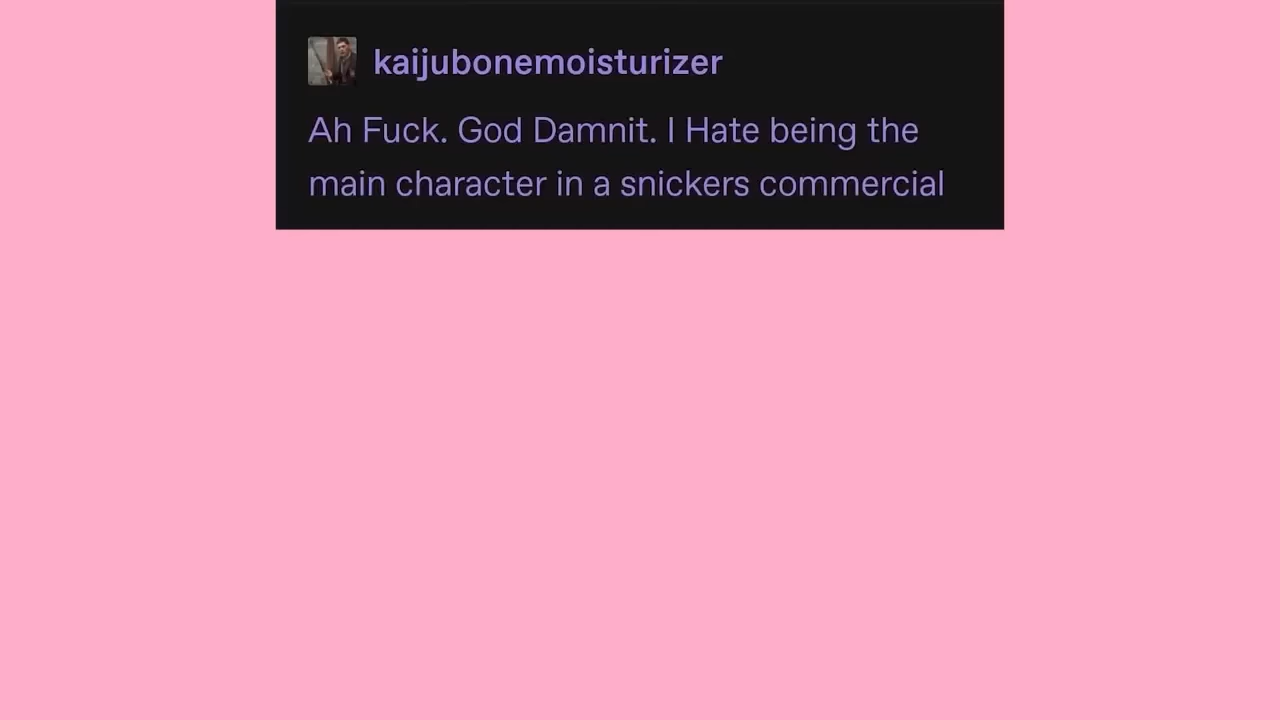 kaijubonemoisturizer
Ah Fuck. God Damnit. I Hate being the
main character in a snickers commercial